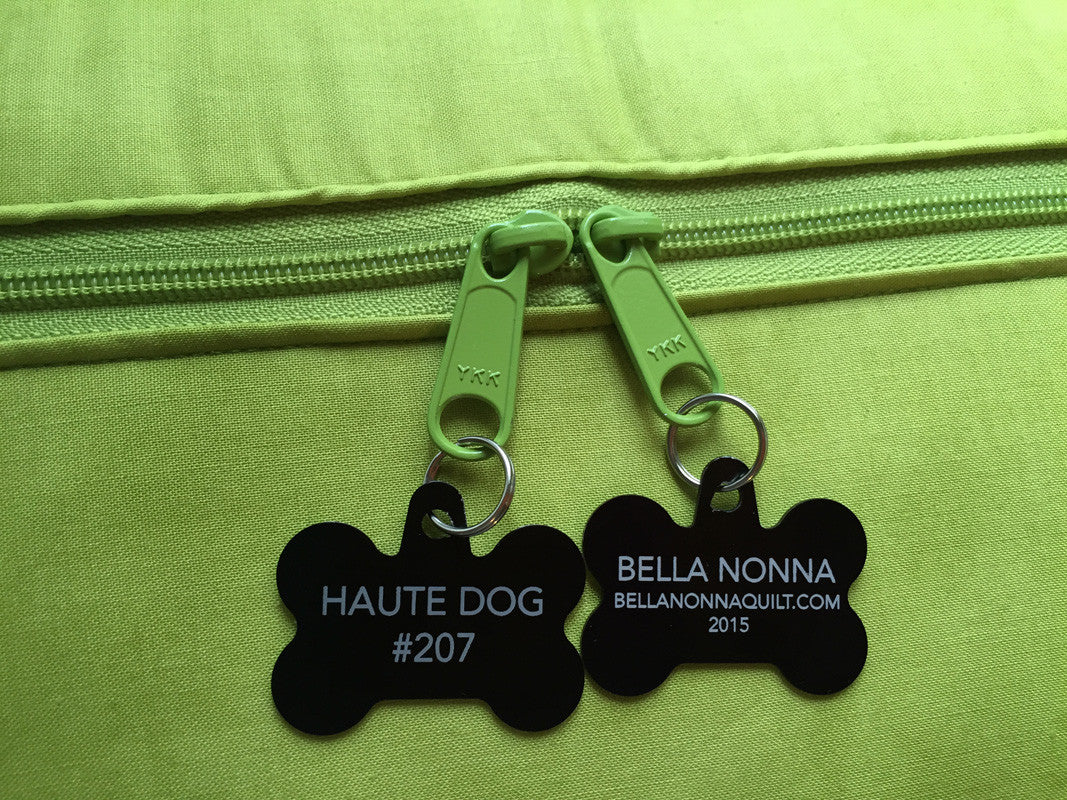 YKK
YKK
HAUTE DOG
#207
BELLA NONNA
BELLANONNAQUILT.COM
2015